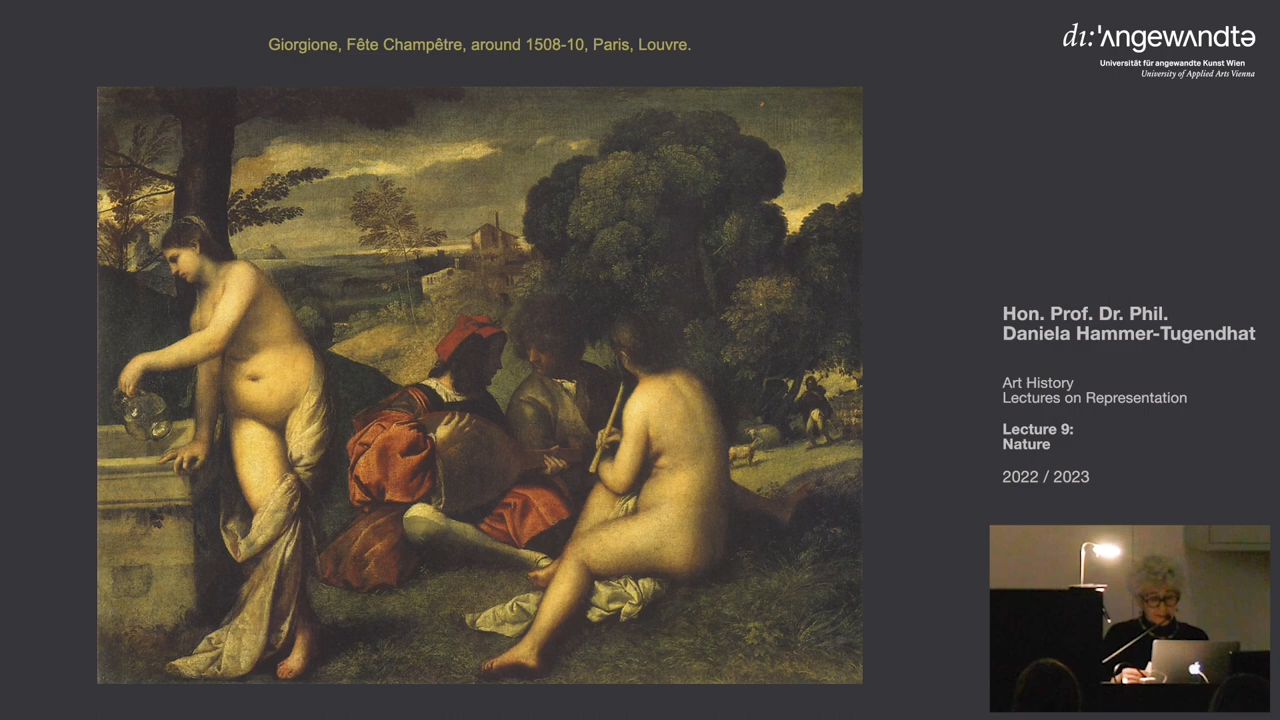 Giorgione, Fête Champêtre, around 1508-10, Paris, Louvre.
dı:'ʌngewʌndtə
Universität für angewandte Kunst Wien
University of Applied Arts Vienna
Hon. Prof. Dr. Phil.
Daniela Hammer-Tugendhat
Art History
Lectures on Representation
Lecture 9:
Nature
2022 / 2023